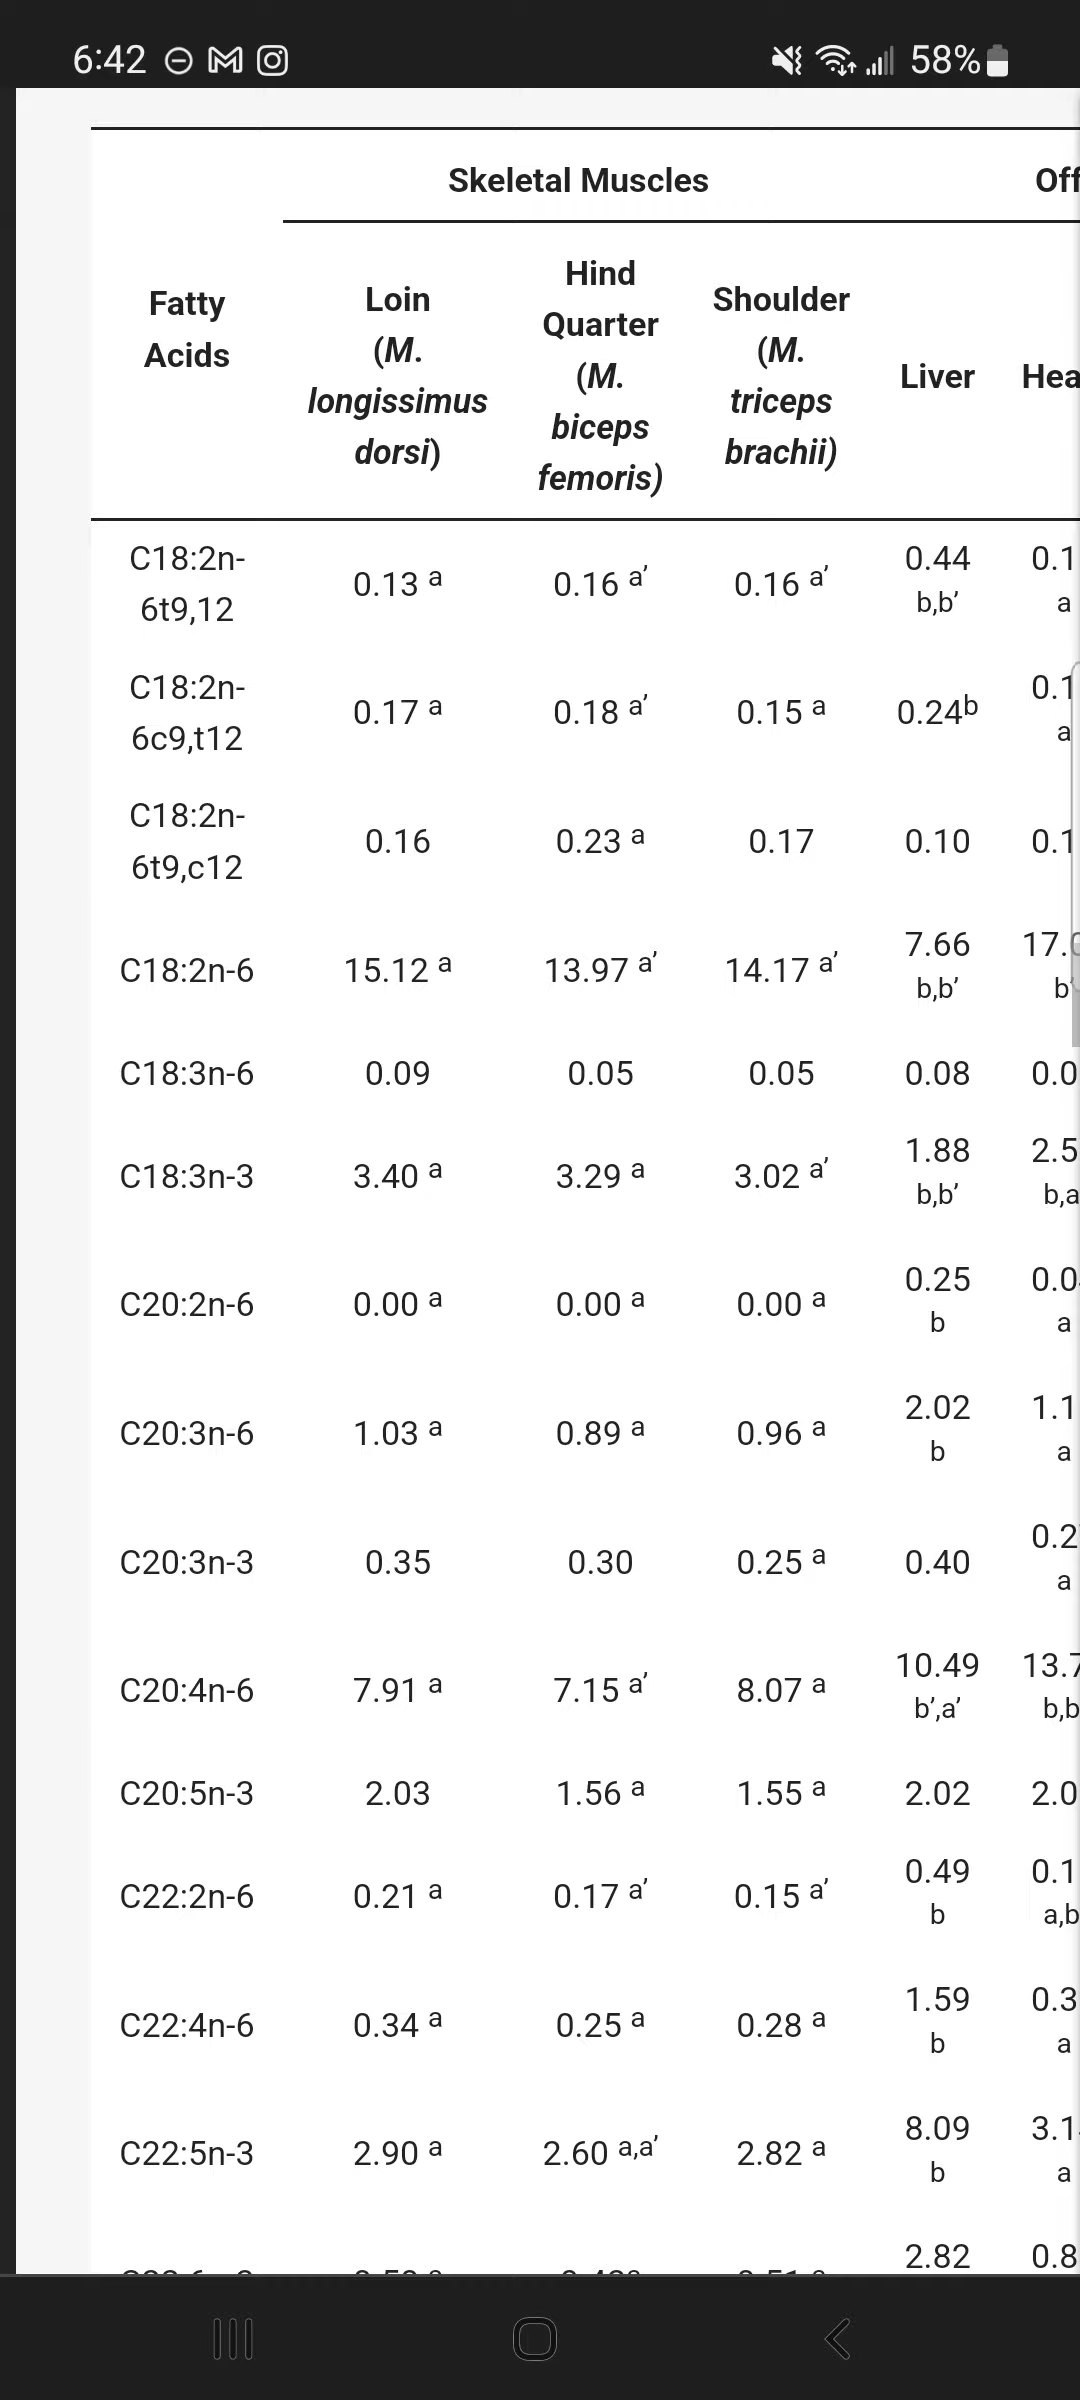 6:42 58%
Skeletal Muscles
Fatty
Acids
Loin
(M.
longissimus
dorsi)
Hind
Quarter
(M.
biceps
femoris)
Shoulder
(M.
triceps
brachii)
Liver
C18:2n-
6t9,12
0.13 a
0.16 a’
0.16 a’
0.44
b,b’
a
C18:2n-
6c9,t12
0.17 a
0.18 a’
0.15 a
0.24b
a
C18:2n-
6t9,c12
0.16
0.23 a
0.17
0.10
C18:2n-6
15.12 a
13.97 a’
14.17 a’
7.66
b,b’
C18:3n-6
0.09
0.05
0.05
0.08
C18:3n-3
3.40 a
3.29 a
3.02 a’
1.88
b,b’
C20:2n-6
0.00 a
0.00 a
0.00 a
0.25
b
a
C20:3n-6
1.03 a
0.89 a
0.96 a
2.02
b
a
C20:3n-3
0.35
0.30
0.25 a
0.40
a
C20:4n-6
7.91 a
7.15 a’
8.07 a
10.49
b’,a’
C20:5n-3
2.03
1.56 a
1.55 a
2.02
C22:2n-6
0.21 a
0.17 a’
0.15 a’
0.49
b
C22:4n-6
0.34 a
0.25 a
0.28 a
1.59
b
a
C22:5n-3
2.90 a
2.60 a,a’
2.82 a
8.09
b
a
2.82